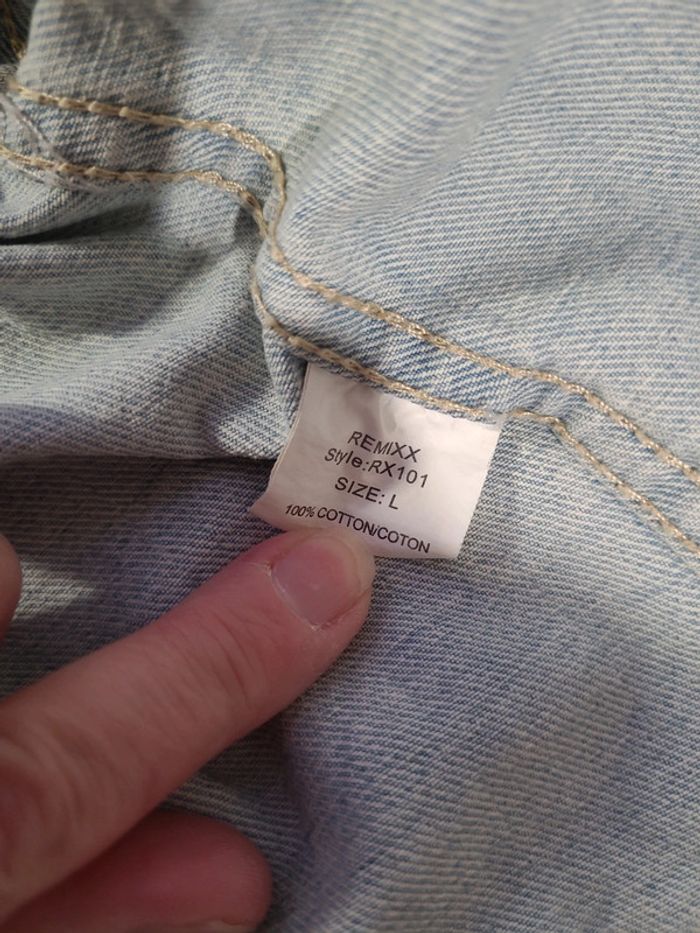 REMIXX
Style:RX101
SIZE: L
100% COTTON/COTON